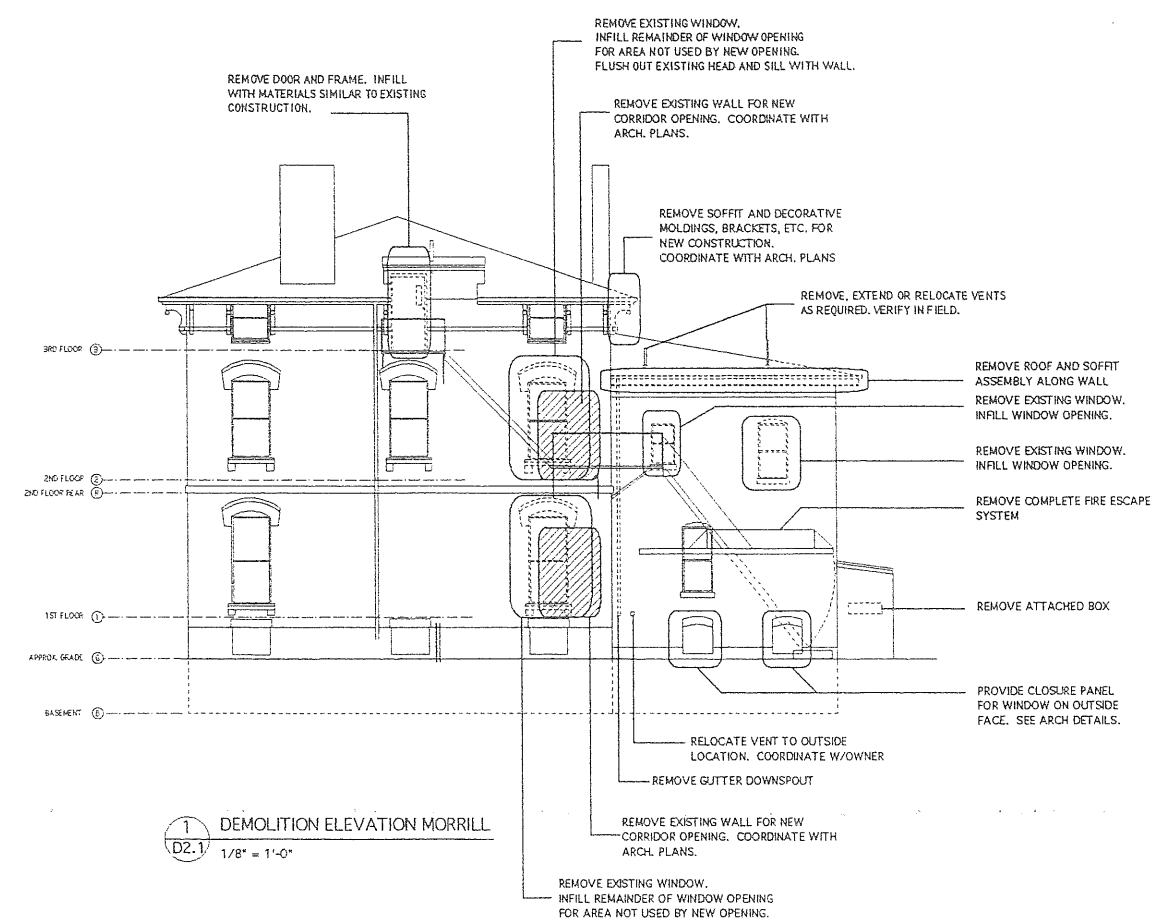 REMOVE EXISTING WINDOW.
INFILL REMAINDER OF WINDOW OPENING
FOR AREA NOT USED BY NEW OPENING.
FLUSH OUT EXISTING HEAD AND SILL WITH WALL.
REMOVE DOOR AND FRAME. INFILL
WITH MATERIALS SIMILAR TO EXISTING
CONSTRUCTION.
REMOVE EXISTING WALL FOR NEW
CORRIDOR OPENING. COORDINATE WITH
ARCH. PLANS.
REMOVE SOFFIT AND DECORATIVE
MOLDINGS, BRACKETS, ETC. FOR
NEW CONSTRUCTION.
COORDINATE WITH ARCH. PLANS
REMOVE, EXTEND OR RELOCATE VENTS
AS REQUIRED. VERIFY IN FIELD.
3RD FLOOR 3
REMOVE ROOF AND SOFFIT
ASSEMBLY ALONG WALL
REMOVE EXISTING WINDOW.
INFILL WINDOW OPENING.
REMOVE EXISTING WINDOW.
INFILL WINDOW OPENING.
2ND FLOOR 2
2ND FLOOR REAR R
REMOVE COMPLETE FIRE ESCAPE
SYSTEM
1ST FLOOR 1
REMOVE ATTACHED BOX
APPROX. GRADE G
PROVIDE CLOSURE PANEL
FOR WINDOW ON OUTSIDE
FACE. SEE ARCH DETAILS.
BASEMENT B
RELOCATE VENT TO OUTSIDE
LOCATION. COORDINATE W/OWNER
REMOVE GUTTER DOWNSPOUT
1 DEMOLITION ELEVATION MORRILL
D2.1 1/8" = 1'-0"
REMOVE EXISTING WALL FOR NEW
CORRIDOR OPENING. COORDINATE WITH
ARCH. PLANS.
REMOVE EXISTING WINDOW.
INFILL REMAINDER OF WINDOW OPENING
FOR AREA NOT USED BY NEW OPENING.